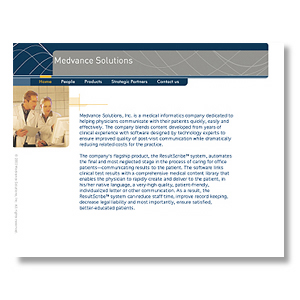 Medvance Solutions
Home People Products Strategic Partners Contact us
Medvance Solutions, Inc. is a medical informatics company dedicated to
helping physicians communicate with their patients quickly, easily and
effectively. The company blends content developed from years of
clinical experience with software designed by technology experts to
ensure improved quality of post-visit communication while dramatically
reducing related-costs for the practice.
The company's flagship product, the ResultScribe™ system, automates
the final and most neglected stage in the process of caring for office
patients—communicating results to the patient. The software links
clinical test results with a comprehensive medical content library that
enables the physician to rapidly create and deliver to the patient, in
his/her native language, a very-high quality, patient-friendly,
individualized letter or other communication. As a result, the
ResultScribe™ system can reduce staff time, improve record keeping,
decrease legal liability and most importantly, ensure satisfied,
better-educated patients.